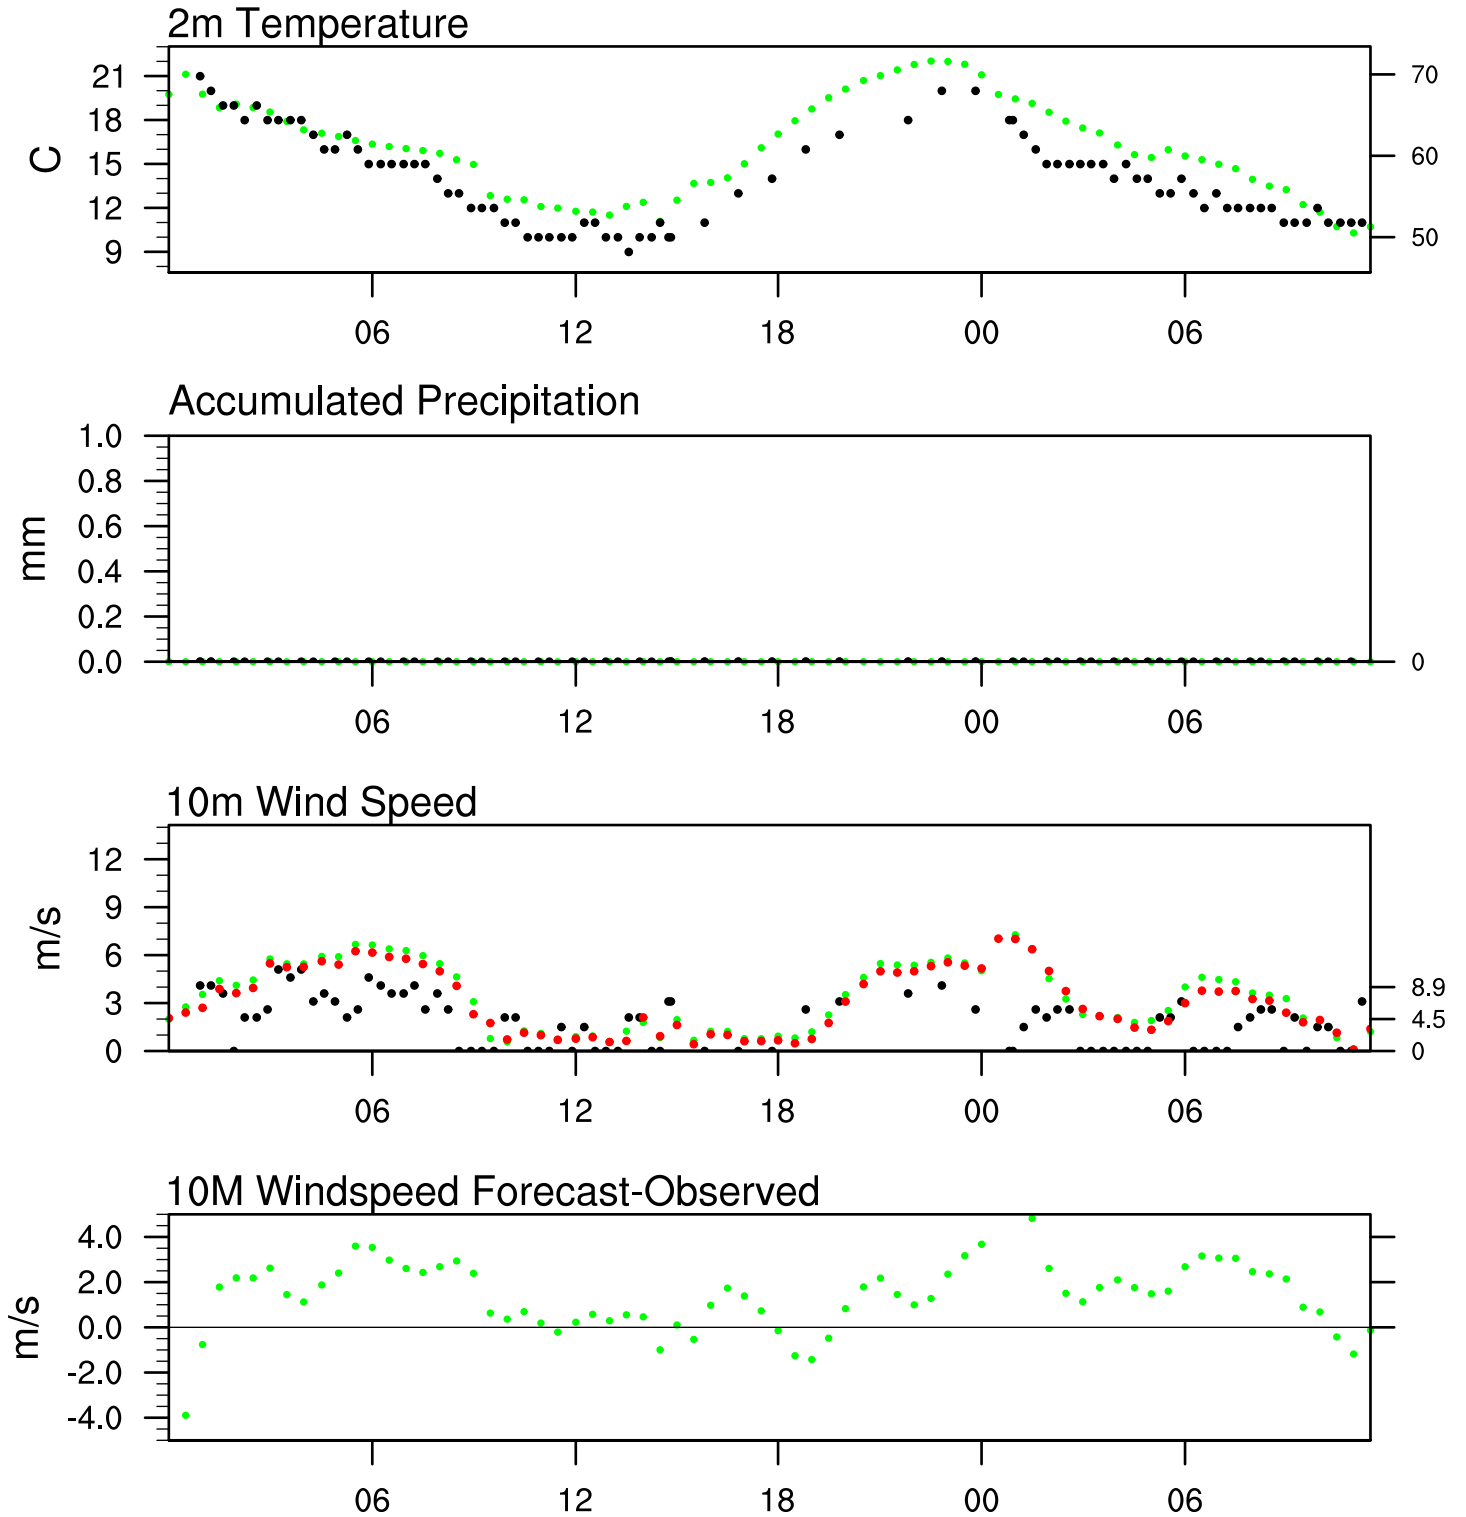 2m Temperature
21
18
15
12
9
C
70
60
50
06 12 18 00 06
Accumulated Precipitation
1.0
0.8
0.6
0.4
0.2
0.0
mm
0
06 12 18 00 06
10m Wind Speed
12
9
6
3
0
m/s
8.9
4.5
0
06 12 18 00 06
10M Windspeed Forecast-Observed
4.0
2.0
0.0
-2.0
-4.0
m/s
06 12 18 00 06